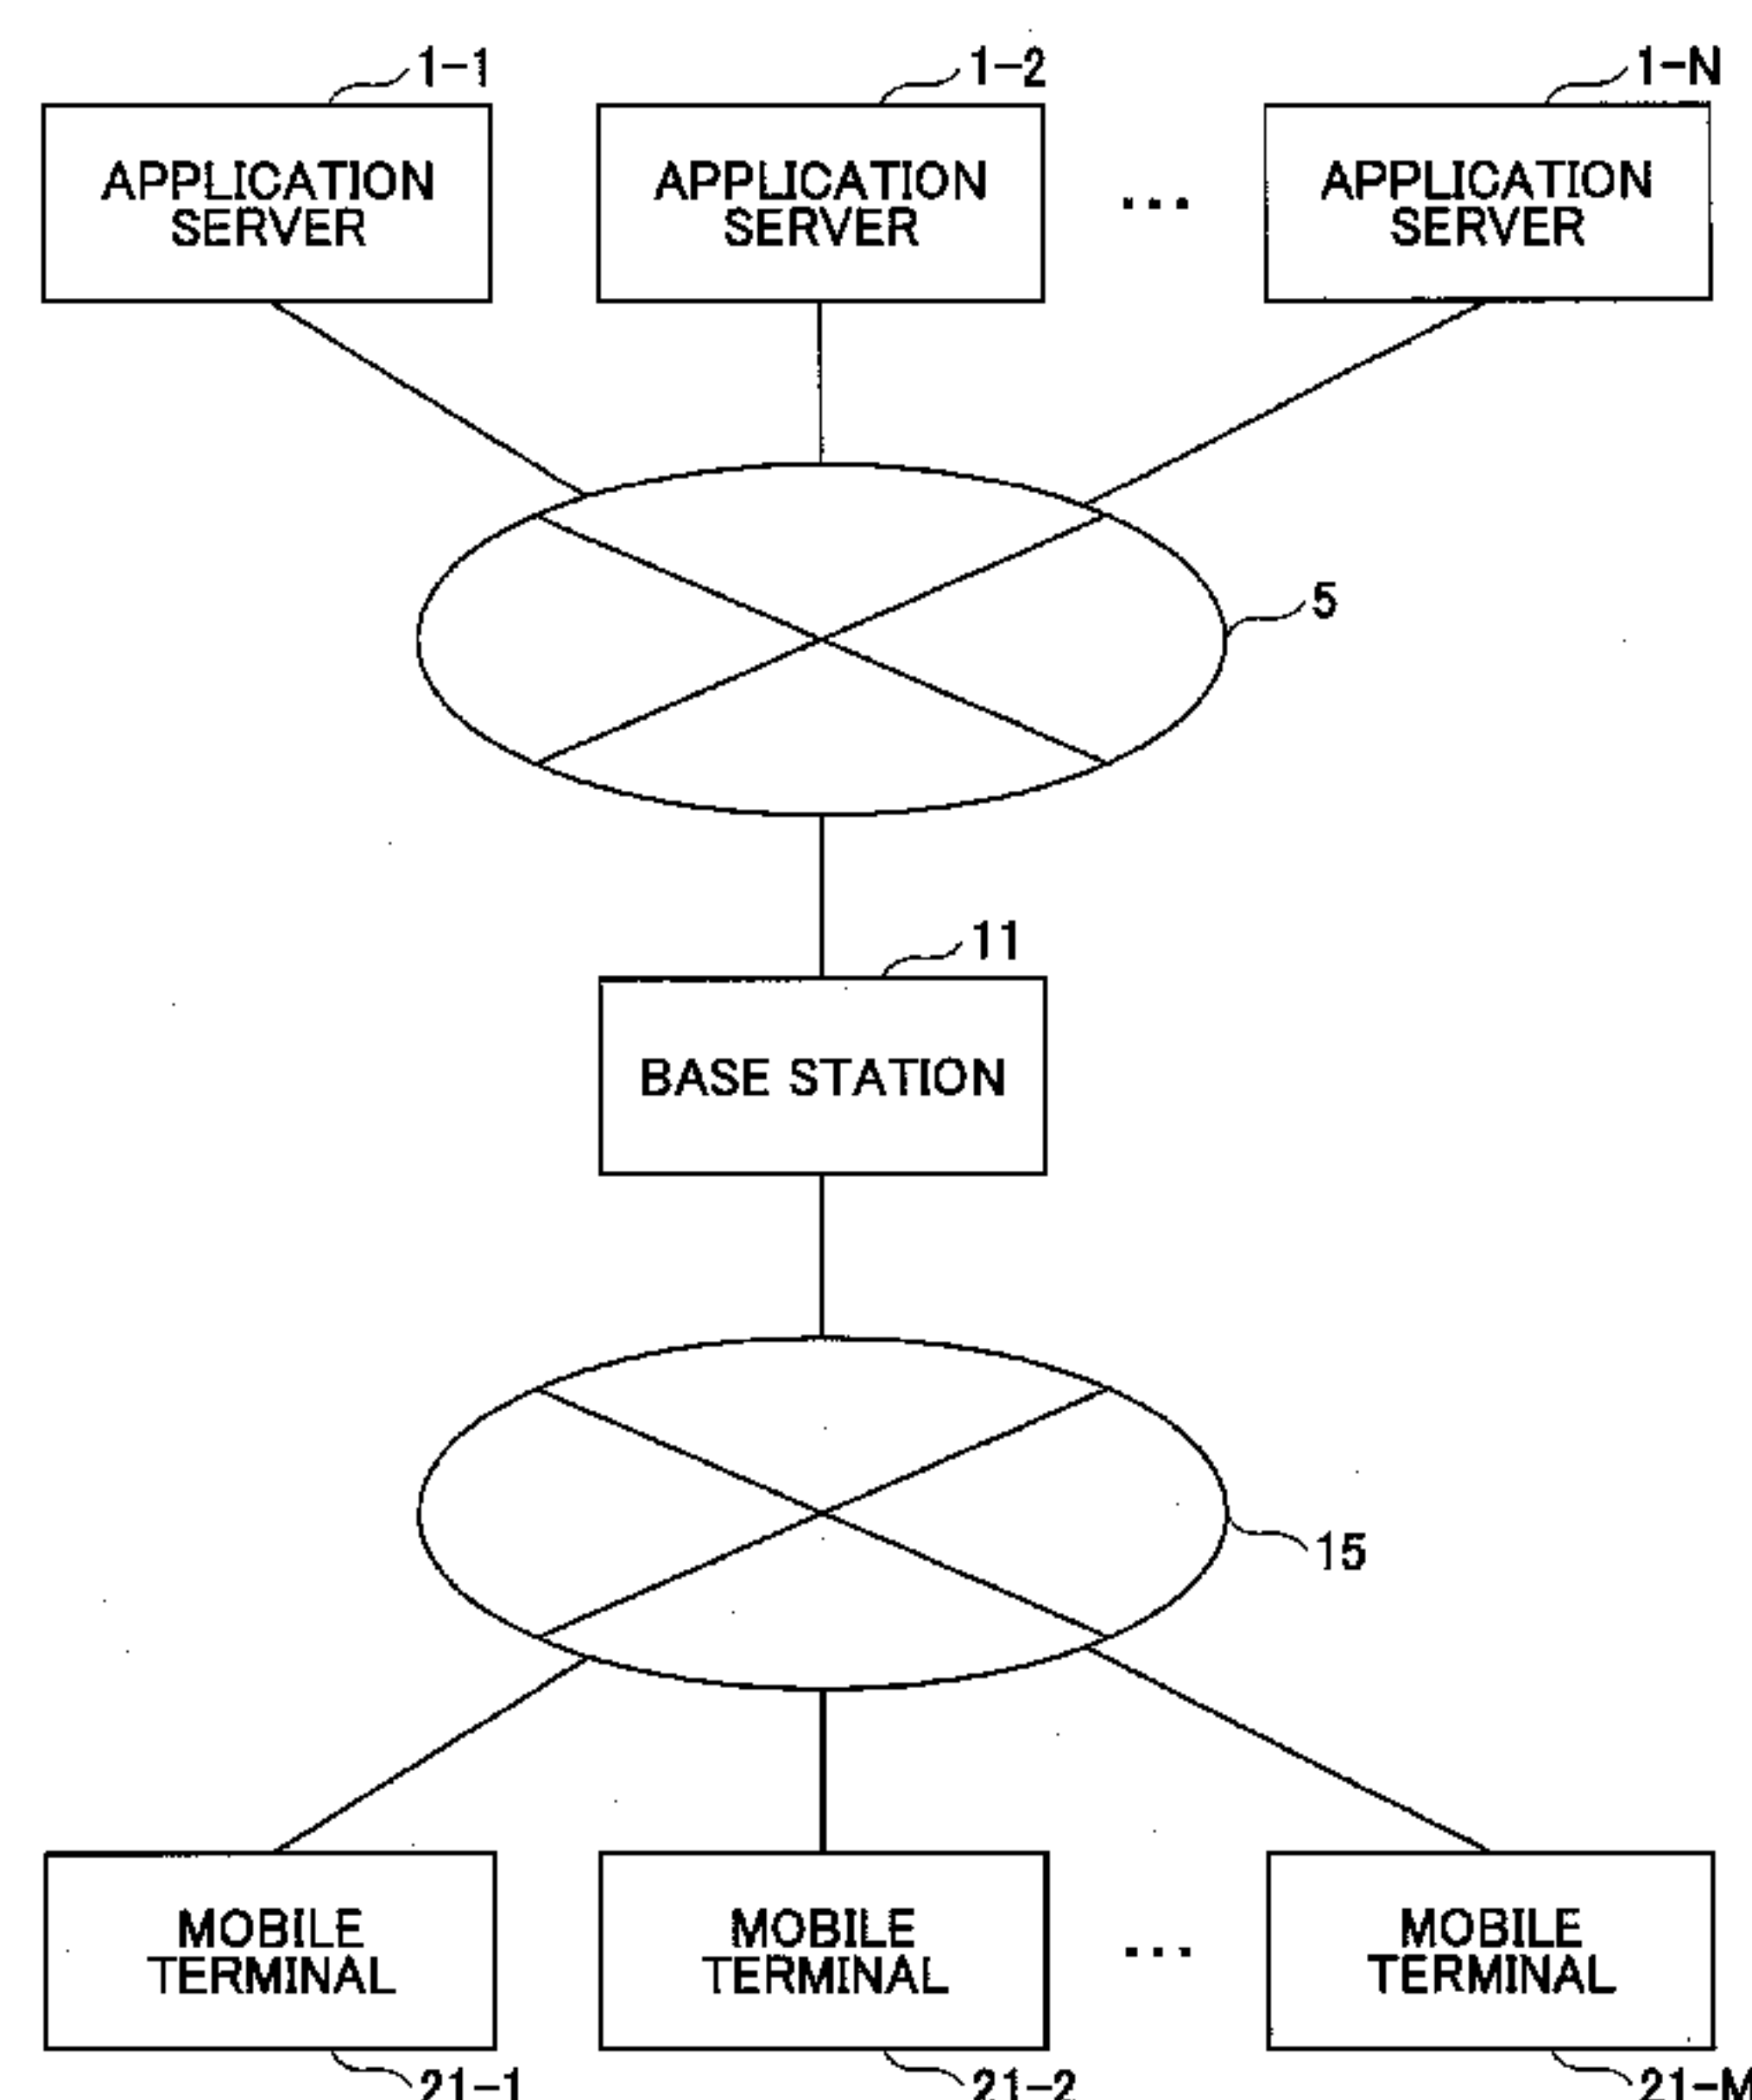 1-1 1-2 1-N
APPLICATION APPLICATION APPLICATION
SERVER SERVER ... SERVER
5
11
BASE STATION
15
MOBILE MOBILE MOBILE
TERMINAL TERMINAL ... TERMINAL
21-1 21-2 21-M